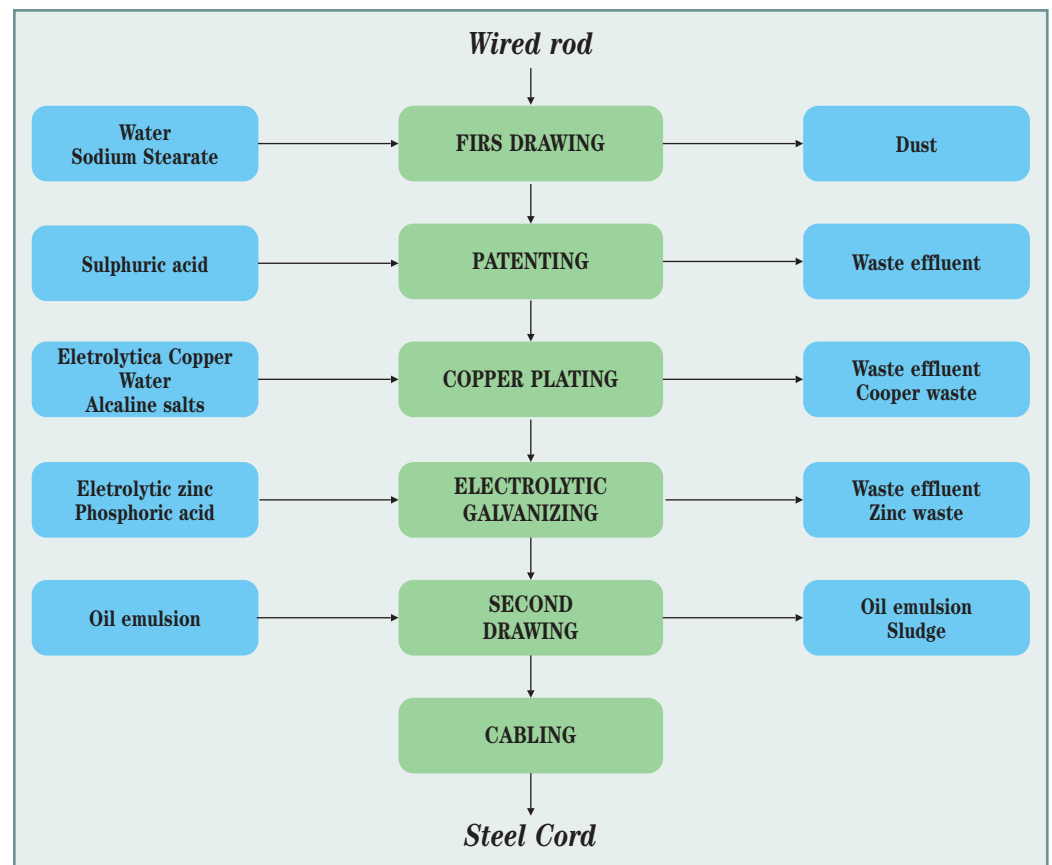 Wired rod
Water
Sodium Stearate
FIRS DRAWING
Dust
Sulphuric acid
PATENTING
Waste effluent
Eletrolytica Copper
Water
Alcaline salts
COPPER PLATING
Waste effluent
Cooper waste
Eletrolytic zinc
Phosphoric acid
ELECTROLYTIC
GALVANIZING
Waste effluent
Zinc waste
Oil emulsion
SECOND
DRAWING
Oil emulsion
Sludge
CABLING
Steel Cord